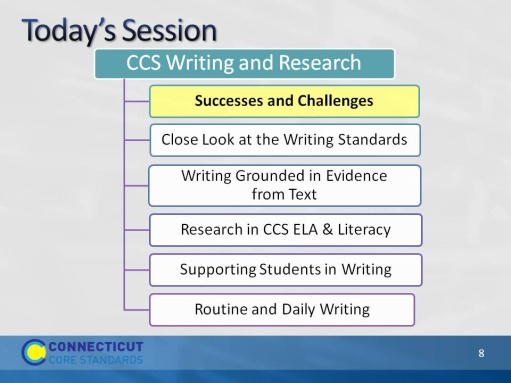 Today's Session
CCS Writing and Research
Successes and Challenges
Close Look at the Writing Standards
Writing Grounded in Evidence
from Text
Research in CCS ELA & Literacy
Supporting Students in Writing
Routine and Daily Writing
CONNECTICUT
CORE STANDARDS
8